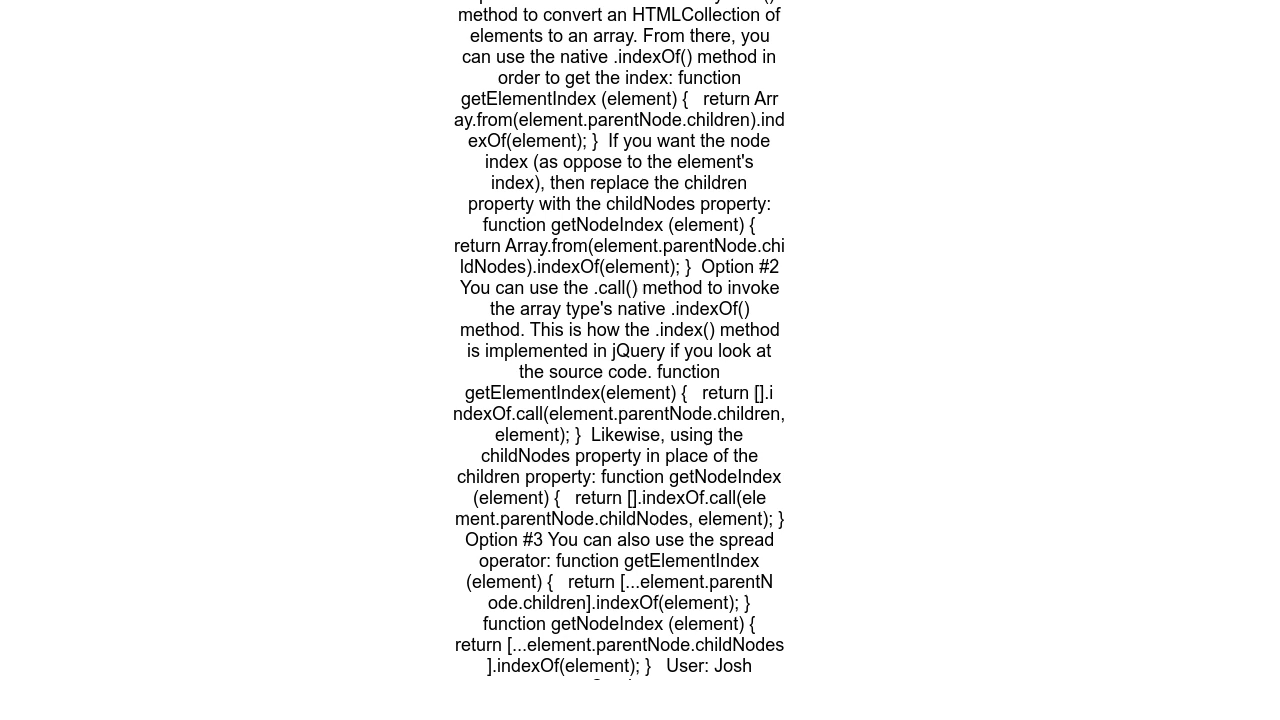 method to convert an HTMLCollection of
elements to an array. From there, you
can use the native .indexOf() method in
order to get the index: function
getElementIndex (element) {   return Arr
ay.from(element.parentNode.children).ind
exOf(element); }  If you want the node
index (as oppose to the element's
index), then replace the children
property with the childNodes property:
function getNodeIndex (element) {
return Array.from(element.parentNode.chi
ldNodes).indexOf(element); }  Option #2
You can use the .call() method to invoke
the array type's native .indexOf()
method. This is how the .index() method
is implemented in jQuery if you look at
the source code. function
getElementIndex(element) {   return [].i
ndexOf.call(element.parentNode.children,
element); }  Likewise, using the
childNodes property in place of the
children property: function getNodeIndex
(element) {   return [].indexOf.call(ele
ment.parentNode.childNodes, element); }
Option #3 You can also use the spread
operator: function getElementIndex
(element) {   return [...element.parentN
ode.children].indexOf(element); }
function getNodeIndex (element) {
return [...element.parentNode.childNodes
].indexOf(element); }   User: Josh